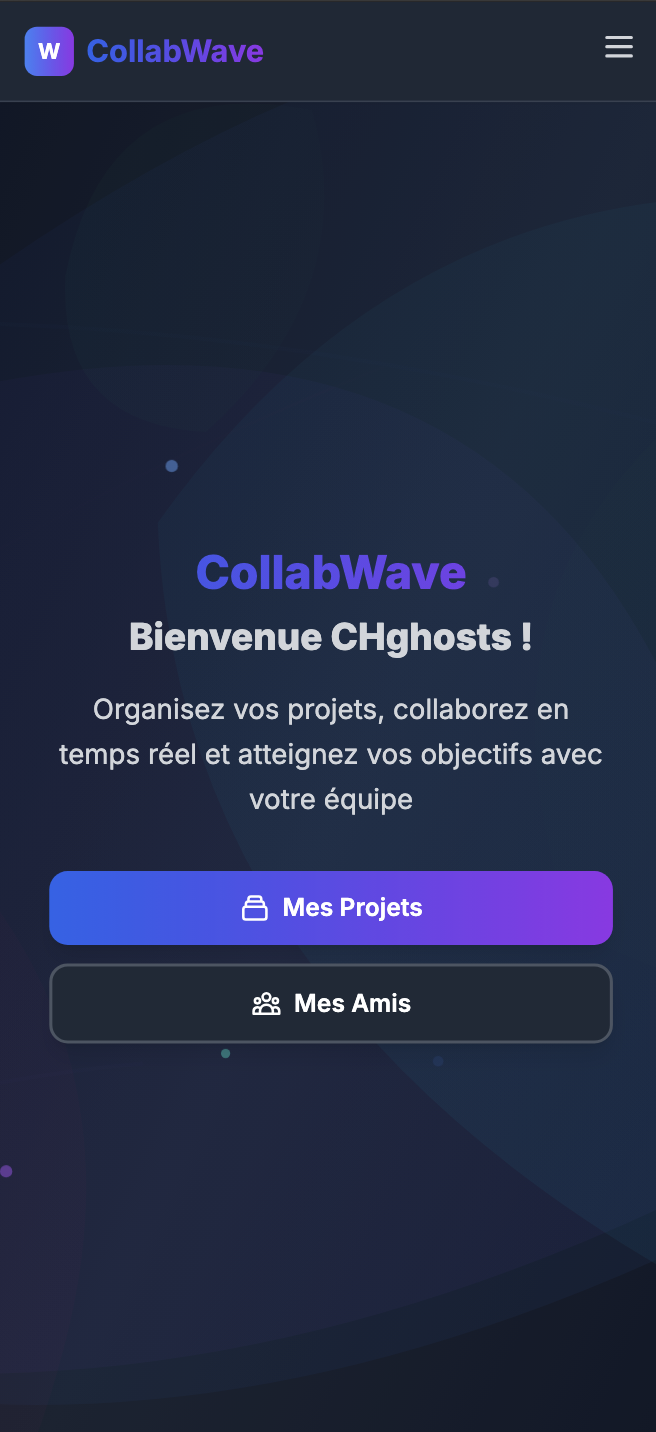 W CollabWave
CollabWave
Bienvenue CHghosts !
Organisez vos projets, collaborez en
temps réel et atteignez vos objectifs avec
votre équipe
Mes Projets
Mes Amis